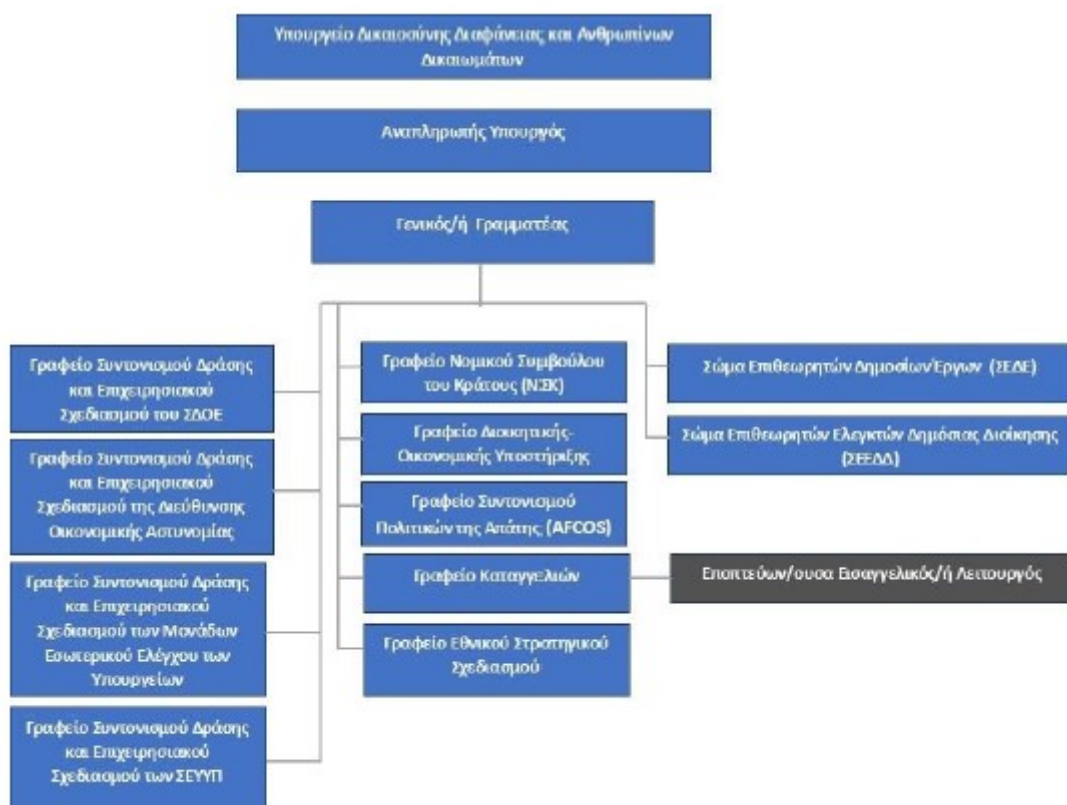 Υπουργείο Δικαιοσύνης Διαφάνειας και Ανθρωπίνων
Δικαιωμάτων
Αναπληρωτής Υπουργός
Γενικός/ή Γραμματέας
Γραφείο Συντονισμού Δράσης
και Επιχειρησιακού
Σχεδιασμού του ΣΔΟΕ
Γραφείο Συντονισμού Δράσης
και Επιχειρησιακού
Σχεδιασμού της Διεύθυνσης
Οικονομικής Αστυνομίας
Γραφείο Συντονισμού Δράσης
και Επιχειρησιακού
Σχεδιασμού των Μονάδων
Εσωτερικού Ελέγχου των
Υπουργείων
Γραφείο Συντονισμού Δράσης
και Επιχειρησιακού
Σχεδιασμού των ΣΕΥΥΠ
Γραφείο Νομικού Συμβούλου
του Κράτους (ΝΣΚ)
Γραφείο Διοικητικής-
Οικονομικής Υποστήριξης
Γραφείο Συντονισμού
Πολιτικών της Απάτης, (AFCOS)
Γραφείο Καταγγελιών
Γραφείο Εθνικού Στρατηγικού
Σχεδιασμού
Σώμα Επιθεωρητών Δημοσίων Έργων (ΣΕΔΕ)
Σώμα Επιθεωρητών Ελεγκτών Δημόσιας Διοίκησης
(ΣΕΕΔΔ)
Εποπτεύων/ουσα Εισαγγελικός/ή Λειτουργός